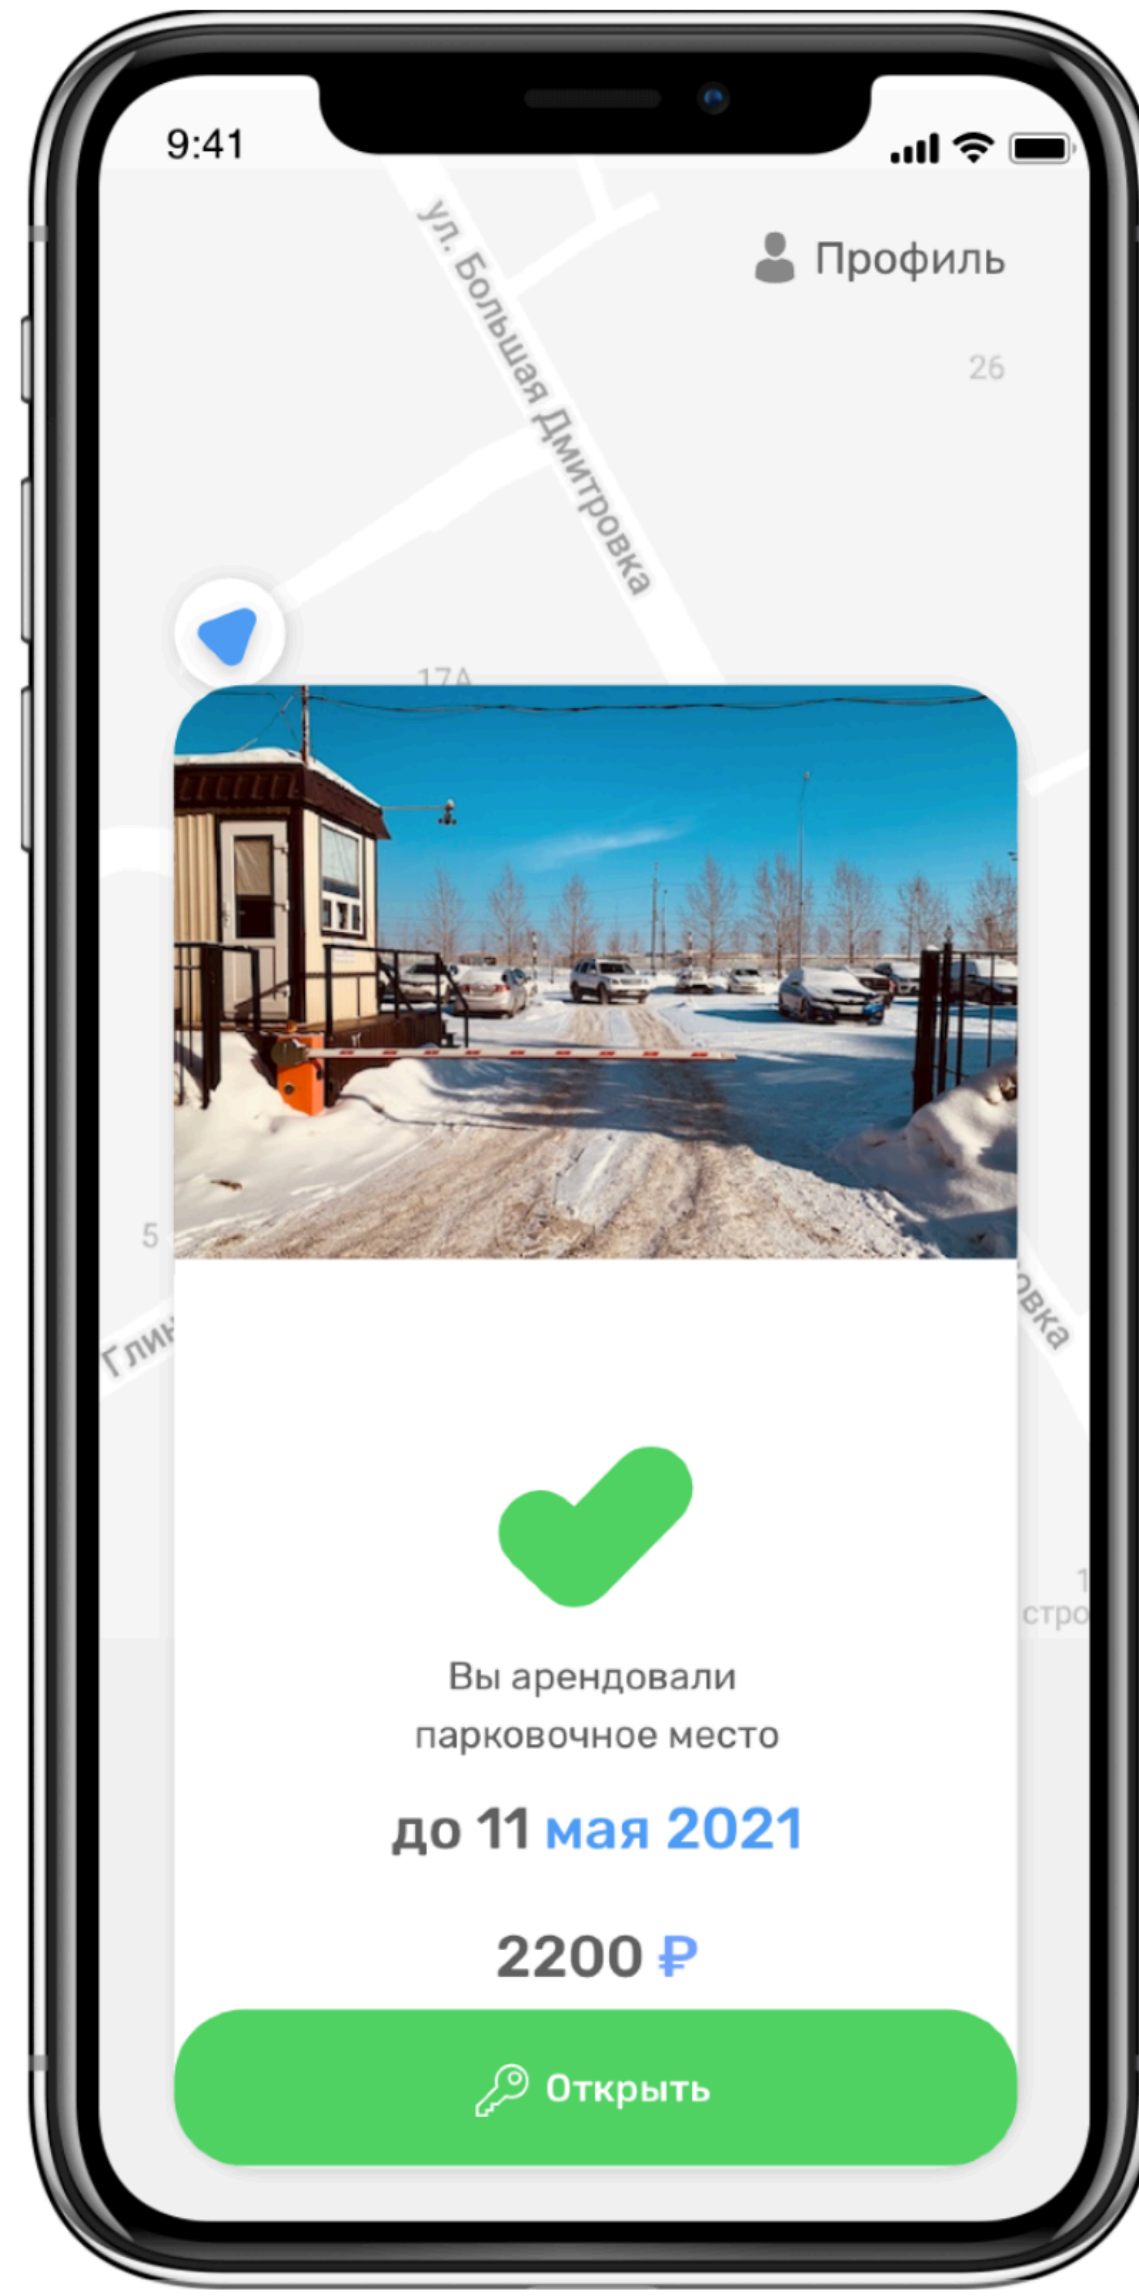 9:41
Профиль
ул. Большая Дмитровка
26
17А
5
Вы арендовали
парковочное место
до 11 мая 2021
2200 ₽
Открыть